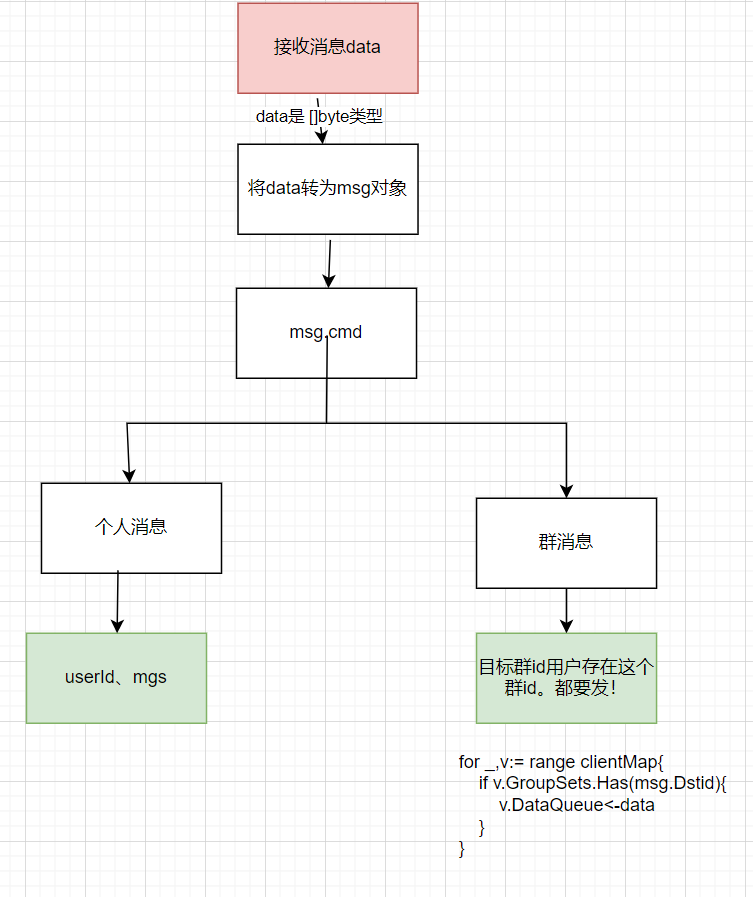 接收消息data
data是 []byte类型
将data转为msg对象
msg.cmd
个人消息
群消息
userId、mgs
目标群id用户存在这个
群id。都要发!
for _,v:= range clientMap{
    if v.GroupSets.Has(msg.Dstid){
        v.DataQueue<-data
    }
}